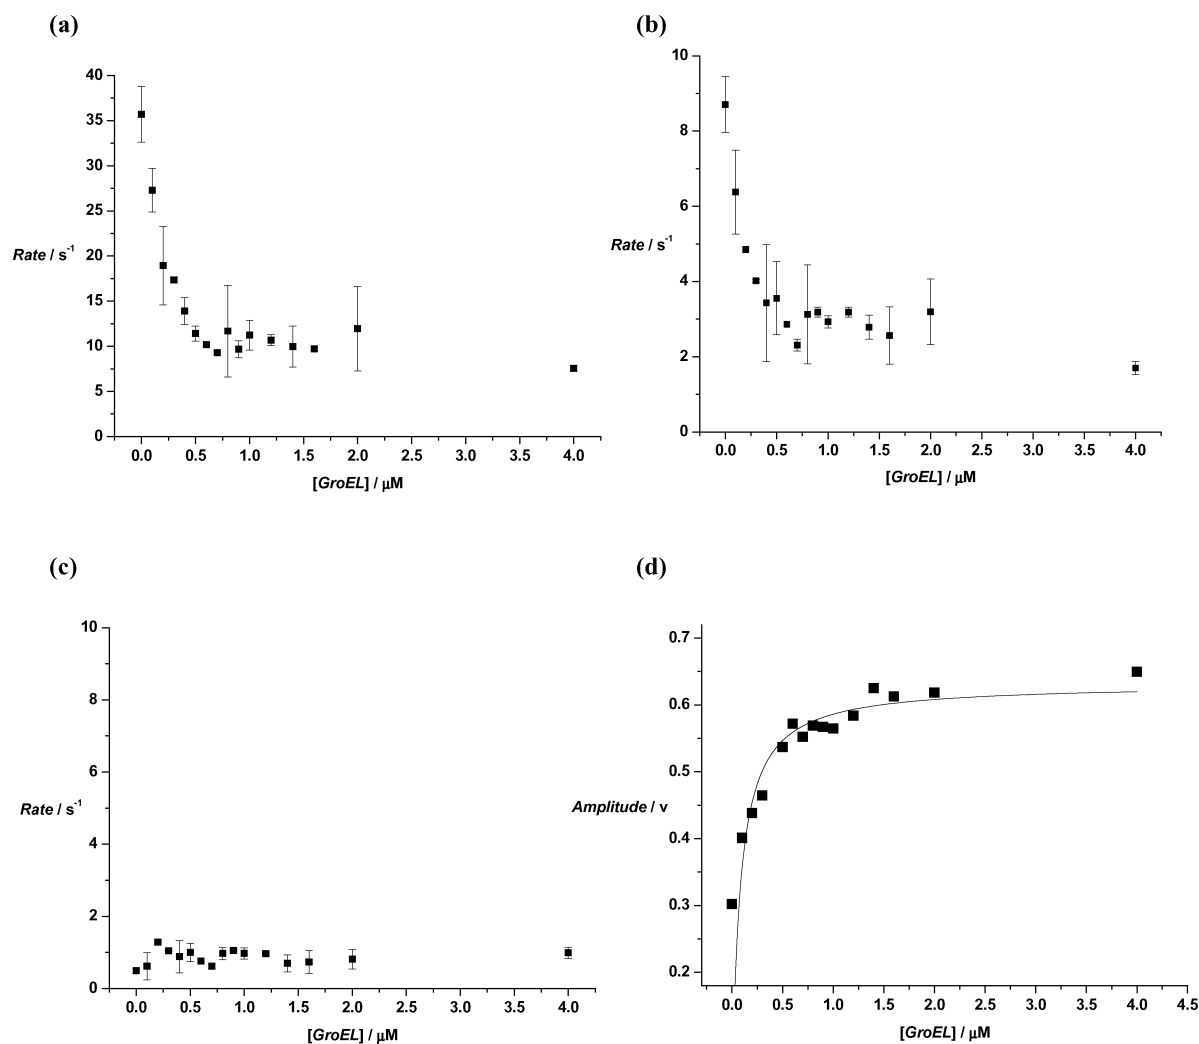 (a)
40
35
30
25
20
15
10
5
0
Rate / s-1
0.0 0.5 1.0 1.5 2.0 2.5 3.0 3.5 4.0
[GroEL] / μM
(b)
10
8
6
4
2
0
Rate / s-1
0.0 0.5 1.0 1.5 2.0 2.5 3.0 3.5 4.0
[GroEL] / μM
(c)
10
8
6
4
2
0
Rate / s-1
0.0 0.5 1.0 1.5 2.0 2.5 3.0 3.5 4.0
[GroEL] / μM
(d)
0.7
0.6
0.5
0.4
0.3
0.2
Amplitude / v
0.0 0.5 1.0 1.5 2.0 2.5 3.0 3.5 4.0 4.5
[GroEL] / μM